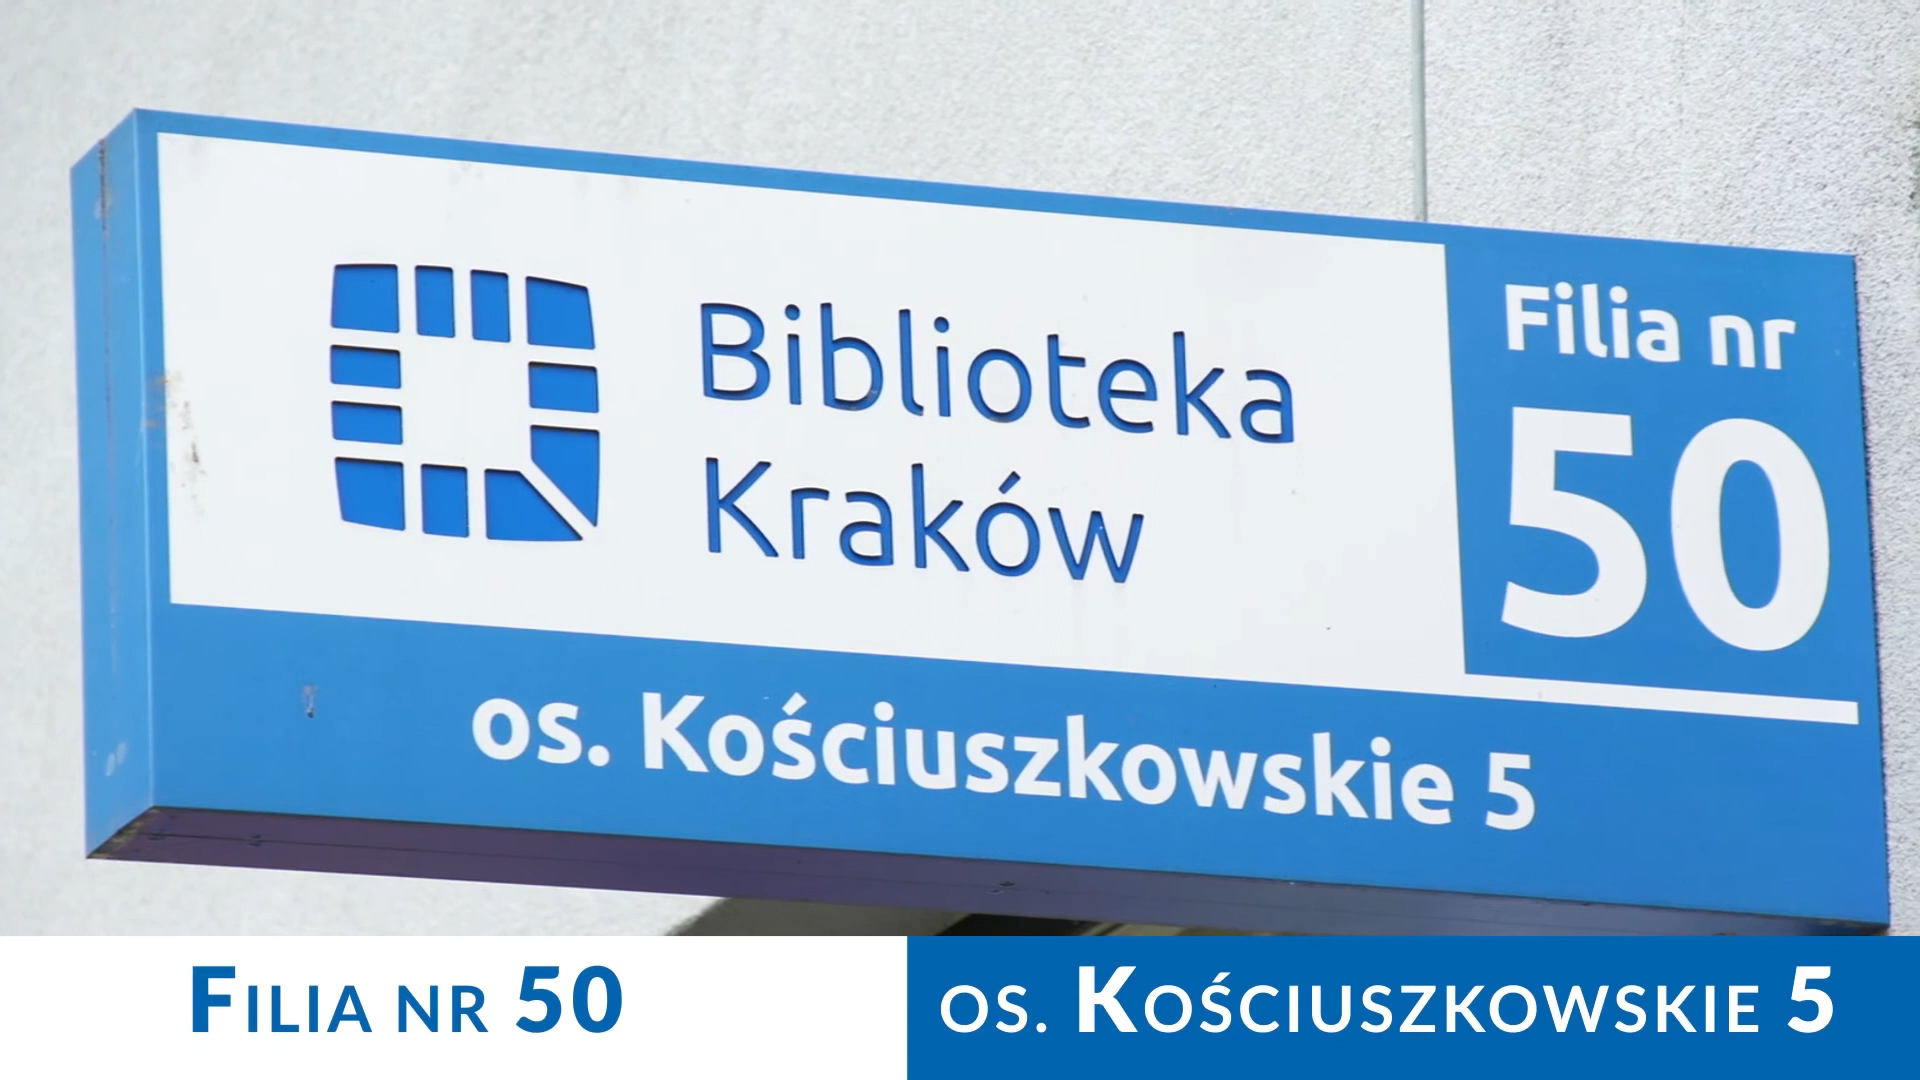 Biblioteka
Kraków
Filia nr
50
os. Kościuszkowskie 5
FILIA NR 50
OS. KOŚCIUSZKOWSKIE 5